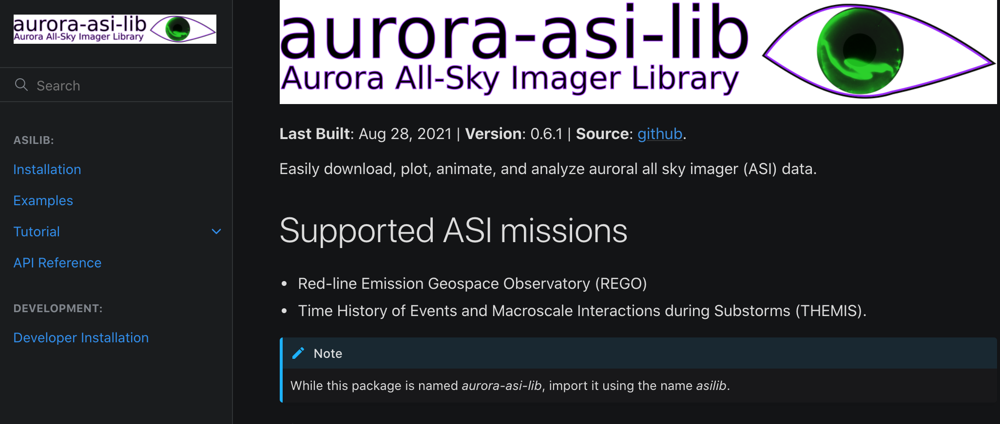 aurora-asi-lib
Aurora All-Sky Imager Library
Search
ASILIB:
Installation
Examples
Tutorial
API Reference
DEVELOPMENT:
Developer Installation
aurora-asi-lib
Aurora All-Sky Imager Library
Last Built: Aug 28, 2021 | Version: 0.6.1 | Source: github.
Easily download, plot, animate, and analyze auroral all sky imager (ASI) data.
Supported ASI missions
• Red-line Emission Geospace Observatory (REGO)
• Time History of Events and Macroscale Interactions during Substorms (THEMIS).
Note
While this package is named aurora-asi-lib, import it using the name asilib.